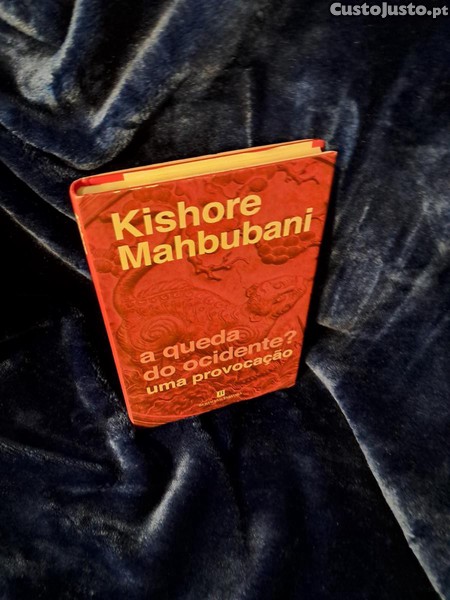 CustoJusto.pt
Kishore
Mahbubani
a queda
do ocidente?
uma provocação